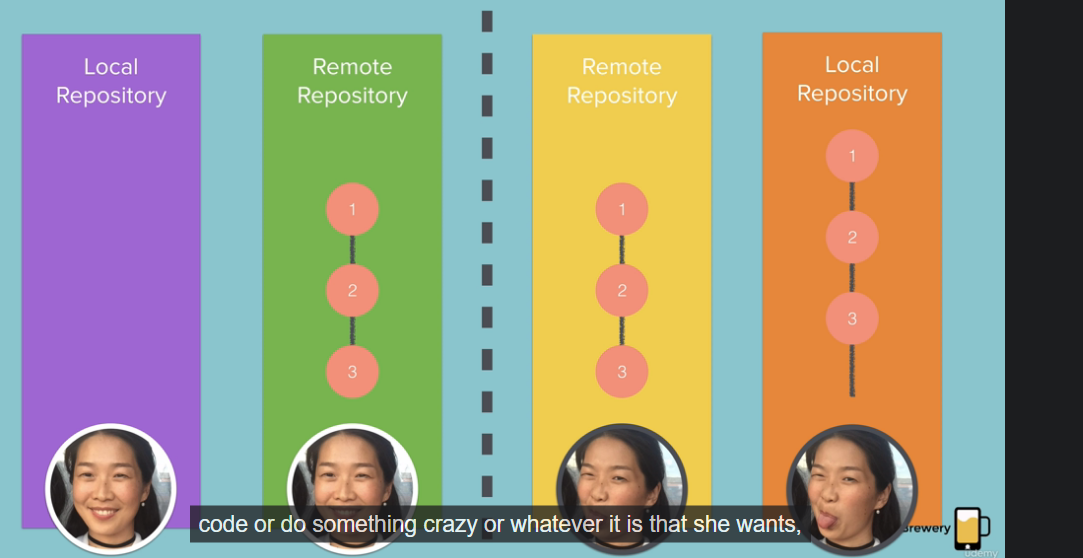 Local
Repository
Remote
Repository
1
2
3
Remote
Repository
1
2
3
Local
Repository
1
2
3
code or do something crazy or whatever it is that she wants,
Brewery
udemy